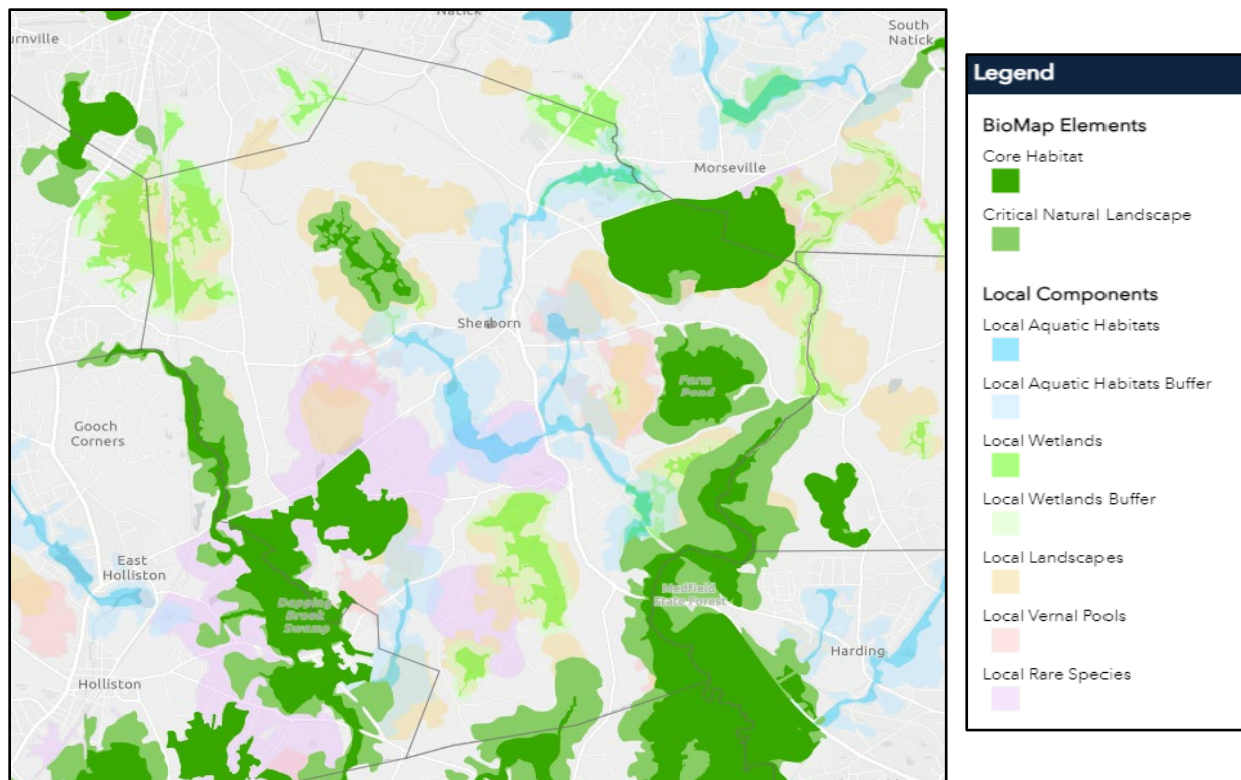 Natick
urnville
South
Natick
Morseville
Sherborn
Farm
Pond
Gooch
Corners
East
Holliston
Medfield
State Forest
Brook
Swamp
Harding
Holliston
Legend
BioMap Elements
Core Habitat
Critical Natural Landscape
Local Components
Local Aquatic Habitats
Local Aquatic Habitats Buffer
Local Wetlands
Local Wetlands Buffer
Local Landscapes
Local Vernal Pools
Local Rare Species